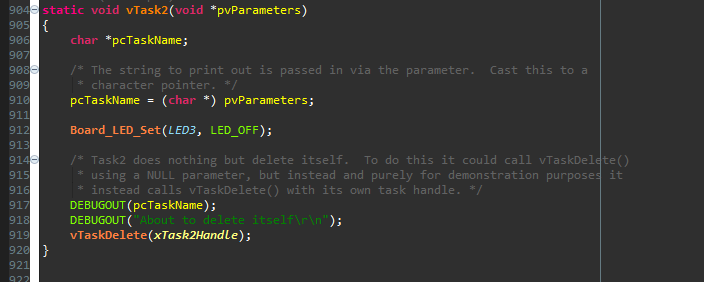 904 static void vTask2(void *pvParameters)
905 {
906     char *pcTaskName;
907
908     /* The string to print out is passed in via the parameter.  Cast this to a
909      * character pointer. */
910     pcTaskName = (char *) pvParameters;
911
912     Board_LED_Set(LED3, LED_OFF);
913
914     /* Task2 does nothing but delete itself.  To do this it could call vTaskDelete()
915      * using a NULL parameter, but instead and purely for demonstration purposes it
916      * instead calls vTaskDelete() with its own task handle. */
917     DEBUGOUT(pcTaskName);
918     DEBUGOUT("About to delete itself\r\n");
919     vTaskDelete(xTask2Handle);
920 }
921
922